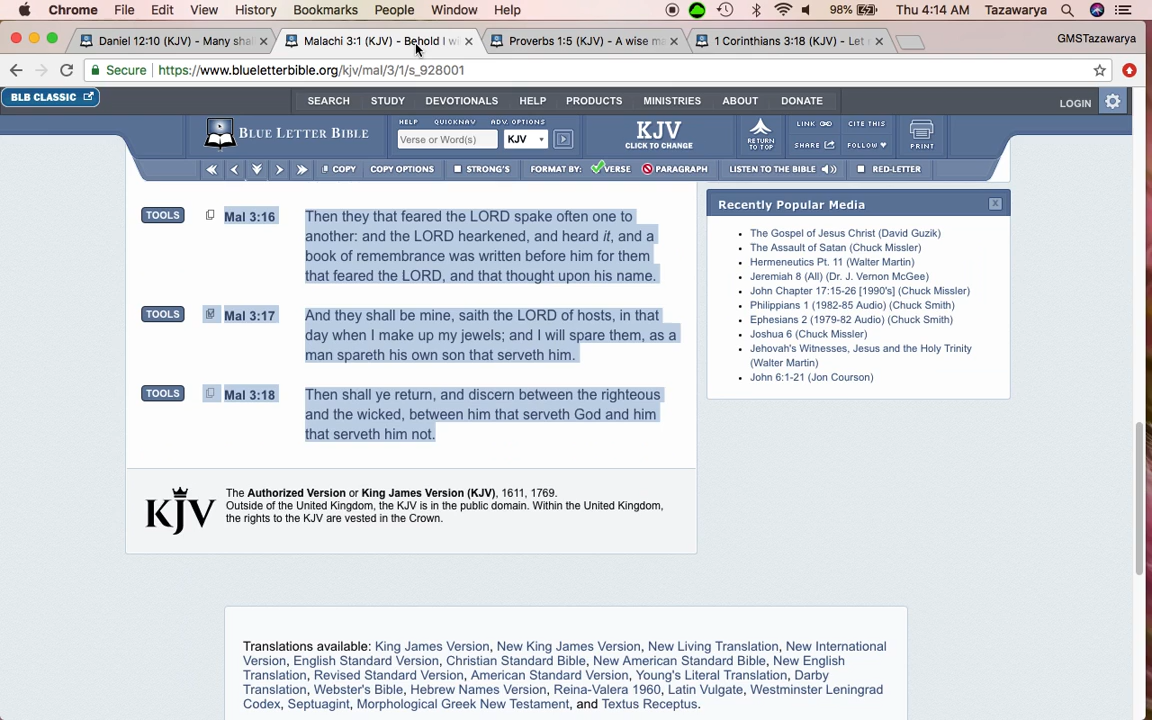 Chrome File Edit View History Bookmarks People Window Help 98% Thu 4:14 AM Tazawarya
Daniel 12:10 (KJV) - Many shal
Malachi 3:1 (KJV) - Behold I wi
Proverbs 1:5 (KJV) - A wise ma
1 Corinthians 3:18 (KJV) - Let
GMSTazawarya
Secure https://www.blueletterbible.org/kjv/mal/3/1/s_928001
BLB CLASSIC
SEARCH STUDY DEVOTIONALS HELP PRODUCTS MINISTRIES ABOUT DONATE LOGIN
BLUE LETTER BIBLE
HELP QUICKNAV ADV. OPTIONS
Verse or Word(s) KJV
KJV
CLICK TO CHANGE
RETURN
TO TOP
LINK CITE THIS
SHARE FOLLOW
PRINT
COPY COPY OPTIONS STRONG'S FORMAT BY: VERSE PARAGRAPH LISTEN TO THE BIBLE RED-LETTER
TOOLS Mal 3:16 Then they that feared the LORD spake often one to
another: and the LORD hearkened, and heard it, and a
book of remembrance was written before him for them
that feared the LORD, and that thought upon his name.
TOOLS Mal 3:17 And they shall be mine, saith the LORD of hosts, in that
day when I make up my jewels; and I will spare them, as a
man spareth his own son that serveth him.
TOOLS Mal 3:18 Then shall ye return, and discern between the righteous
and the wicked, between him that serveth God and him
that serveth him not.
Recently Popular Media x
The Gospel of Jesus Christ (David Guzik)
The Assault of Satan (Chuck Missler)
Hermeneutics Pt. 11 (Walter Martin)
Jeremiah 8 (All) (Dr. J. Vernon McGee)
John Chapter 17:15-26 [1990's] (Chuck Missler)
Philippians 1 (1982-85 Audio) (Chuck Smith)
Ephesians 2 (1979-82 Audio) (Chuck Smith)
Joshua 6 (Chuck Missler)
Jehovah's Witnesses, Jesus and the Holy Trinity
(Walter Martin)
John 6:1-21 (Jon Courson)
KJV
The Authorized Version or King James Version (KJV), 1611, 1769.
Outside of the United Kingdom, the KJV is in the public domain. Within the United Kingdom,
the rights to the KJV are vested in the Crown.
Translations available: King James Version, New King James Version, New Living Translation, New International
Version, English Standard Version, Christian Standard Bible, New American Standard Bible, New English
Translation, Revised Standard Version, American Standard Version, Young's Literal Translation, Darby
Translation, Webster's Bible, Hebrew Names Version, Reina-Valera 1960, Latin Vulgate, Westminster Leningrad
Codex, Septuagint, Morphological Greek New Testament, and Textus Receptus.